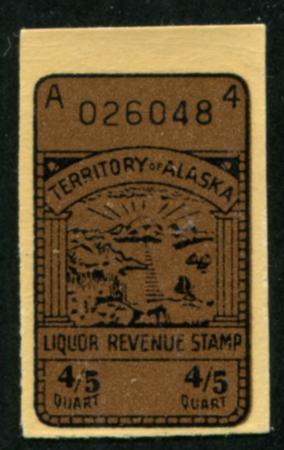 A 026048 4
TERRITORY OF ALASKA
LIQUOR REVENUE STAMP
4/5 4/5
QUART QUART